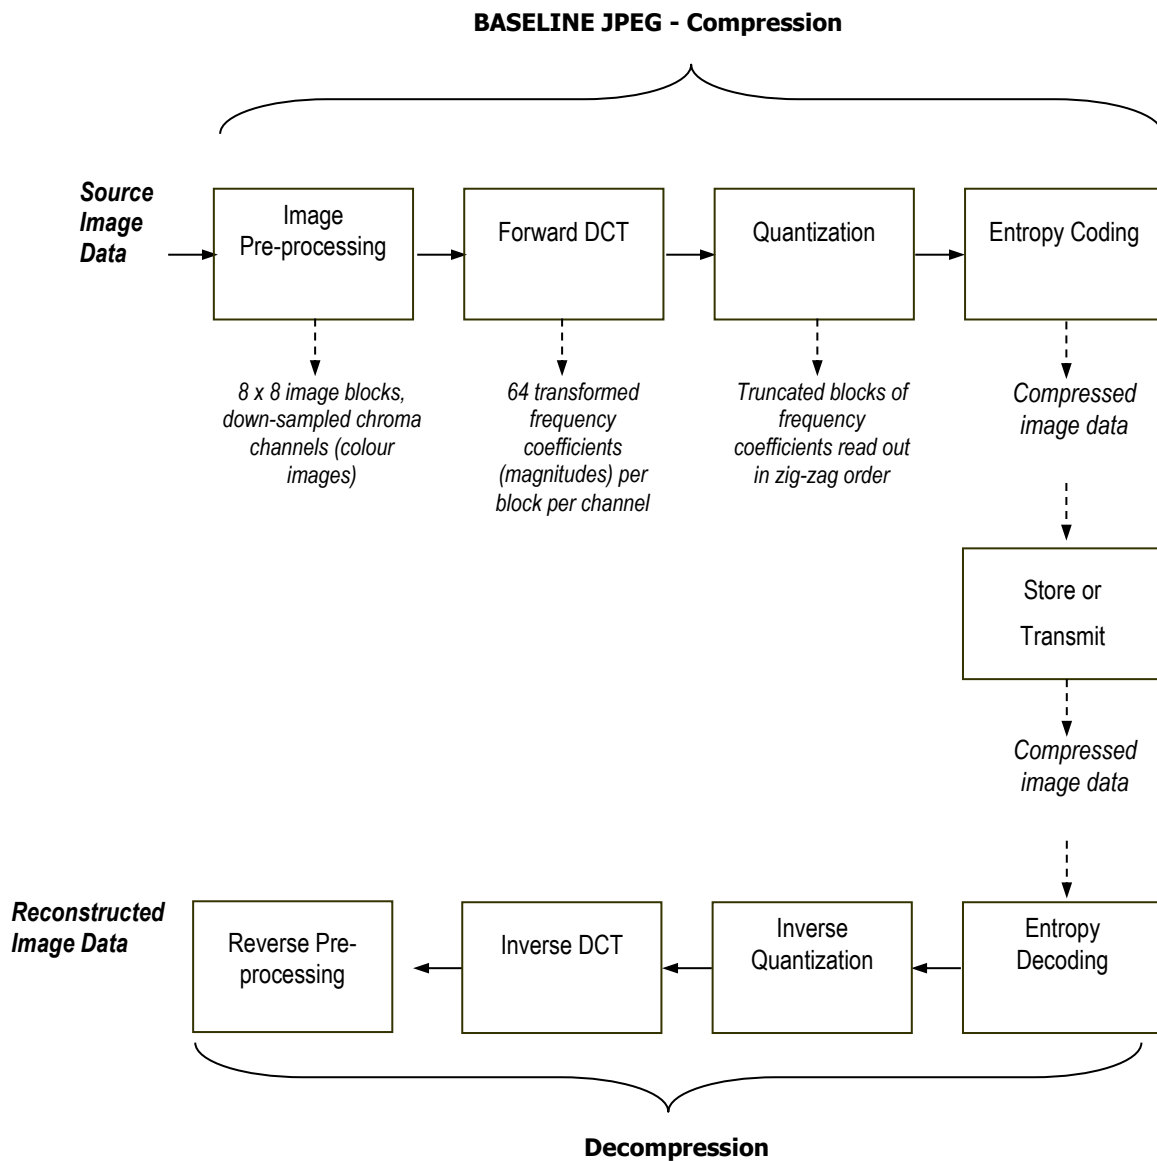 BASELINE JPEG - Compression
Source
Image
Data
Image
Pre-processing
Forward DCT
Quantization
Entropy Coding
8 x 8 image blocks,
down-sampled chroma
channels (colour
images)
64 transformed
frequency
coefficients
(magnitudes) per
block per channel
Truncated blocks of
frequency
coefficients read out
in zig-zag order
Compressed
image data
Store or
Transmit
Compressed
image data
Reconstructed
Image Data
Reverse Pre-
processing
Inverse DCT
Inverse
Quantization
Entropy
Decoding
Decompression